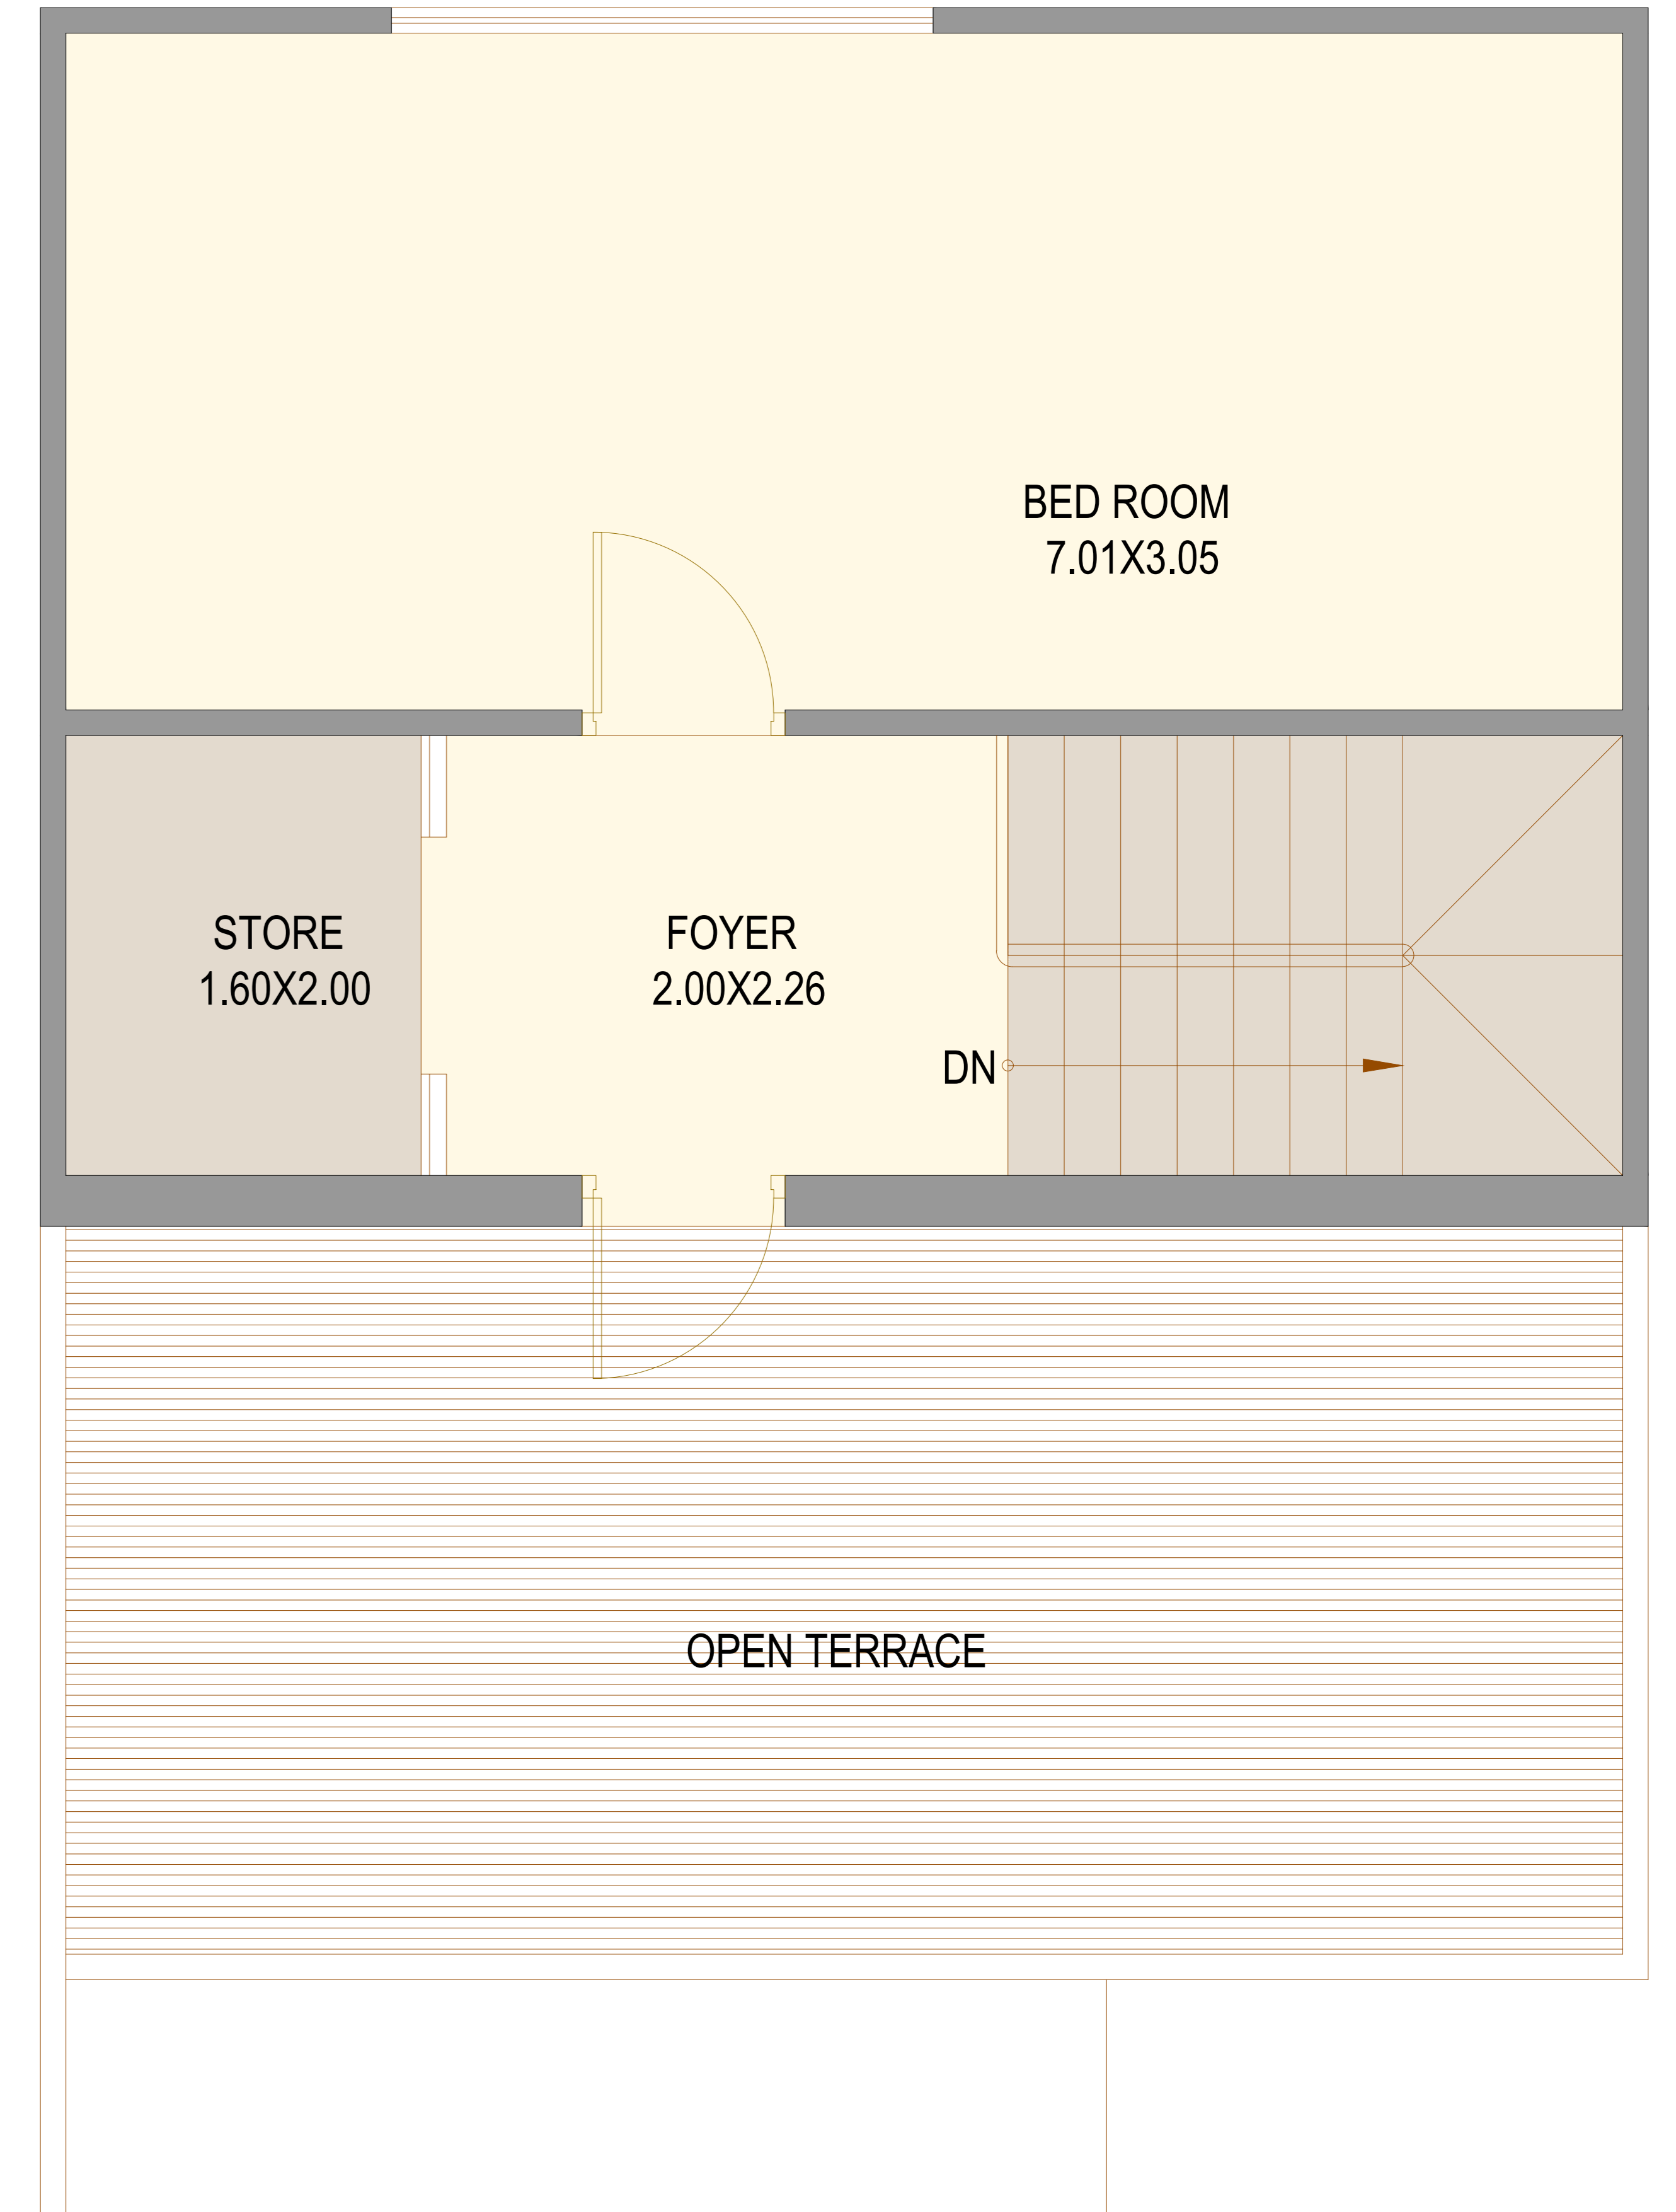 BED ROOM
7.01X3.05
STORE
1.60X2.00
FOYER
2.00X2.26
DN
OPEN TERRACE